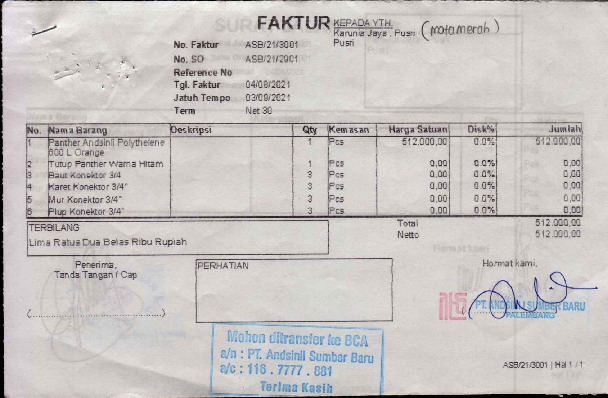 FAKTUR
KEPADA YTH.
Karunia Jaya . Pusri (matamerah)
Pusri
No. Faktur ASB/21/3001
No. SO ASB/21/2901
Reference No
Tgl. Faktur 04/08/2021
Jatuh Tempo 03/09/2021
Term Net 30
No. Nama Barang Deskripsi Qty Kemasan Harga Satuan Disk% Jumlah
1 Panther Andsinil Polythelene 1 Pcs 512.000,00 0.0% 512.000,00
600 L Orange
2 Tutup Panther Warna Hitam 1 Pcs 0,00 0.0% 0,00
3 Baut Konektor 3/4 3 Pcs 0,00 0.0% 0,00
4 Karet Konektor 3/4" 3 Pcs 0,00 0.0% 0,00
5 Mur Konektor 3/4" 3 Pcs 0,00 0.0% 0,00
6 Plup Konektor 3/4" 3 Pcs 0,00 0.0% 0,00
TERBILANG
Lima Ratus Dua Belas Ribu Rupiah
Total 512.000,00
Netto 512.000,00
Penerima,
Tanda Tangan / Cap
PERHATIAN
Hormat kami,
PT. ANDSINILI SUMBER BARU
PALEMBANG
Mohon ditransfer ke BCA
a/n : PT. Andsinil Sumber Baru
a/c : 116 . 7777 . 881
Terima Kasih
ASB/21/3001 | Hal 1 / 1